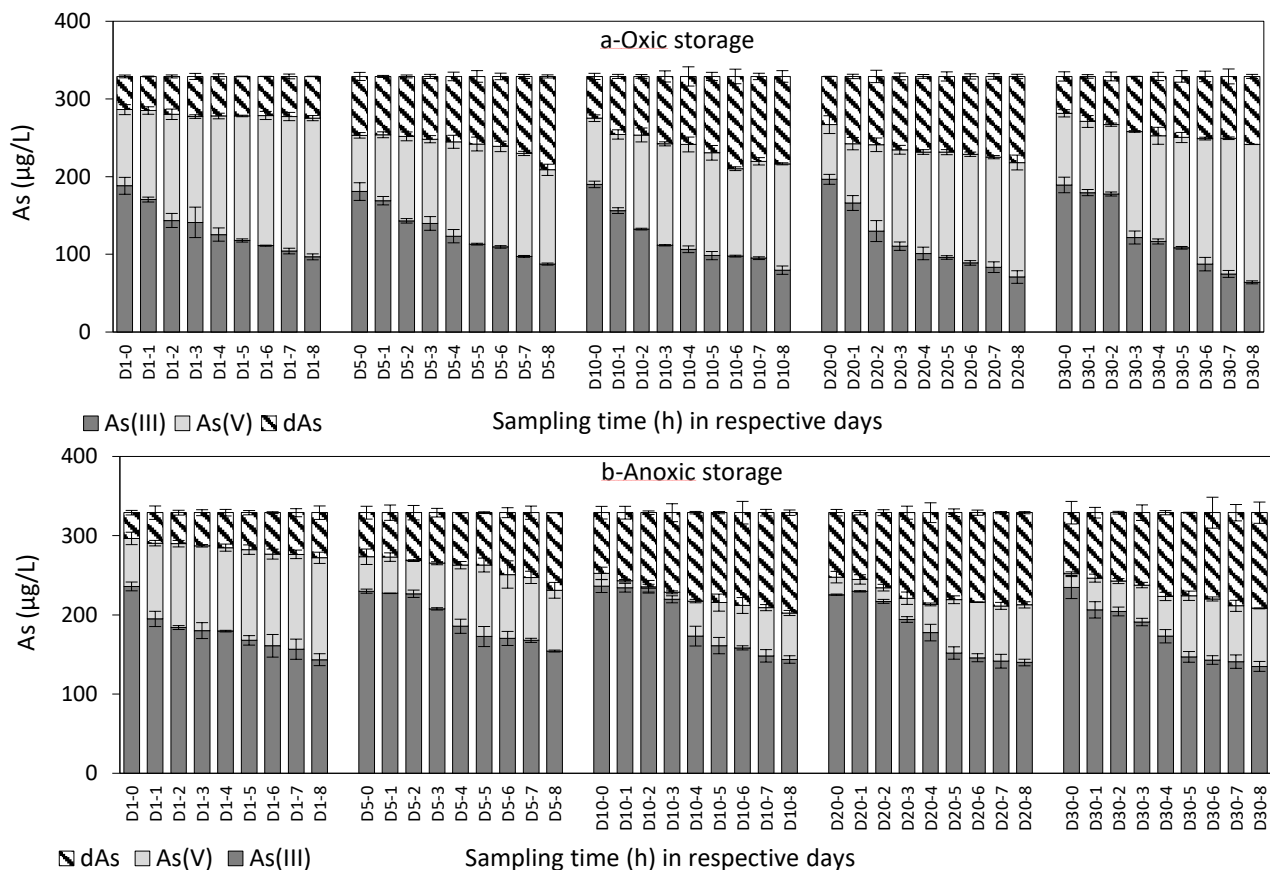 a-Oxic storage
As (µg/L)
400
300
200
100
0
D1-0 D1-1 D1-2 D1-3 D1-4 D1-5 D1-6 D1-7 D1-8 D5-0 D5-1 D5-2 D5-3 D5-4 D5-5 D5-6 D5-7 D5-8 D10-0 D10-1 D10-2 D10-3 D10-4 D10-5 D10-6 D10-7 D10-8 D20-0 D20-1 D20-2 D20-3 D20-4 D20-5 D20-6 D20-7 D20-8 D30-0 D30-1 D30-2 D30-3 D30-4 D30-5 D30-6 D30-7 D30-8
As(III) As(V) dAs Sampling time (h) in respective days
b-Anoxic storage
As (µg/L)
400
300
200
100
0
D1-0 D1-1 D1-2 D1-3 D1-4 D1-5 D1-6 D1-7 D1-8 D5-0 D5-1 D5-2 D5-3 D5-4 D5-5 D5-6 D5-7 D5-8 D10-0 D10-1 D10-2 D10-3 D10-4 D10-5 D10-6 D10-7 D10-8 D20-0 D20-1 D20-2 D20-3 D20-4 D20-5 D20-6 D20-7 D20-8 D30-0 D30-1 D30-2 D30-3 D30-4 D30-5 D30-6 D30-7 D30-8
dAs As(V) As(III) Sampling time (h) in respective days